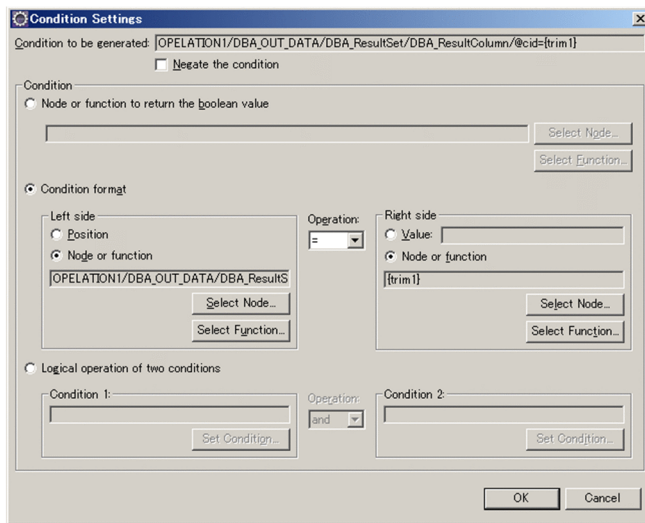 Condition Settings
Condition to be generated: OPELATION1/DBA_OUT_DATA/DBA_ResultSet/DBA_ResultColumn/@cid={trim1}
Negate the condition
Condition
Node or function to return the boolean value
Select Node...
Select Function...
Condition format
Left side
Position
Node or function
OPELATION1/DBA_OUT_DATA/DBA_ResultS
Select Node...
Select Function...
Operation:
=
Right side
Value:
Node or function
{trim1}
Select Node...
Select Function...
Logical operation of two conditions
Condition 1:
Set Condition...
Operation:
and
Condition 2:
Set Condition...
OK
Cancel